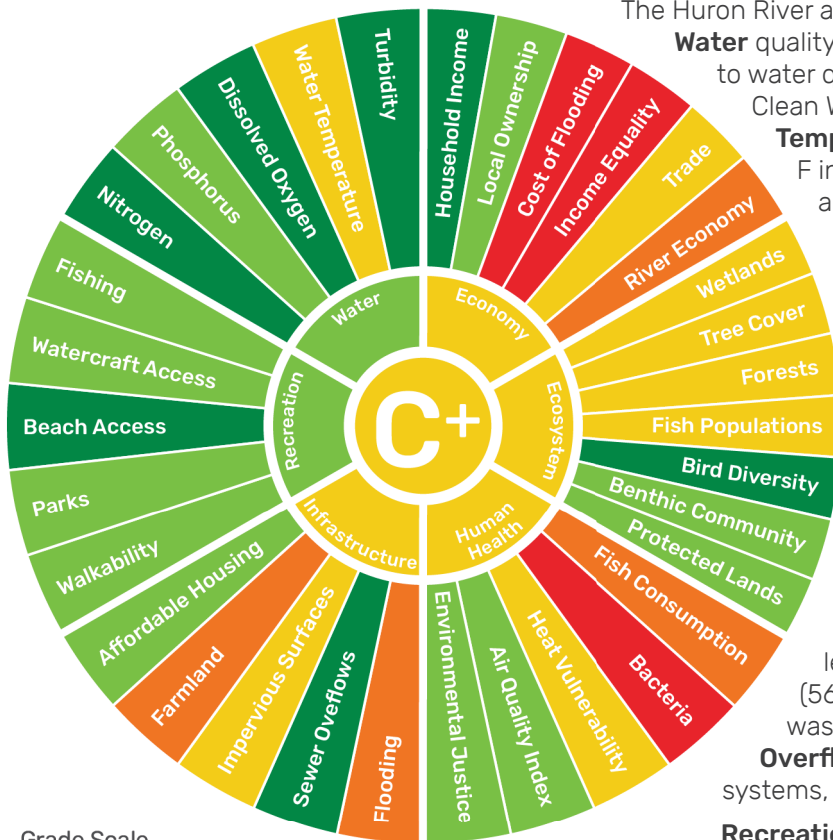 The Huron River a
Water quality
to water
Clean
Temp
F in
a
Turbidity
Household Income
Water Temperature
Local Ownership
Dissolved Oxygen
Cost of Flooding
Phosphorus
Income Equality
Nitrogen
Trade
River Economy
Fishing
Wetlands
Watercraft Access
Tree Cover
Forests
Beach Access
Fish Populations
Bird Diversity
Parks
Benthic Community
Walkability
Protected Lands
Affordable Housing
Fish Consumption
Farmland
Bacteria
Impervious Surfaces
Heat Vulnerability
Sewer Oveflows
Air Quality Index
Flooding
Environmental Justice
Water
Economy
Recreation
C+
Ecosystem
Infrastructure
Human
Health
le
(56
was
Overfl
systems,
Recreatio
Grade Scale